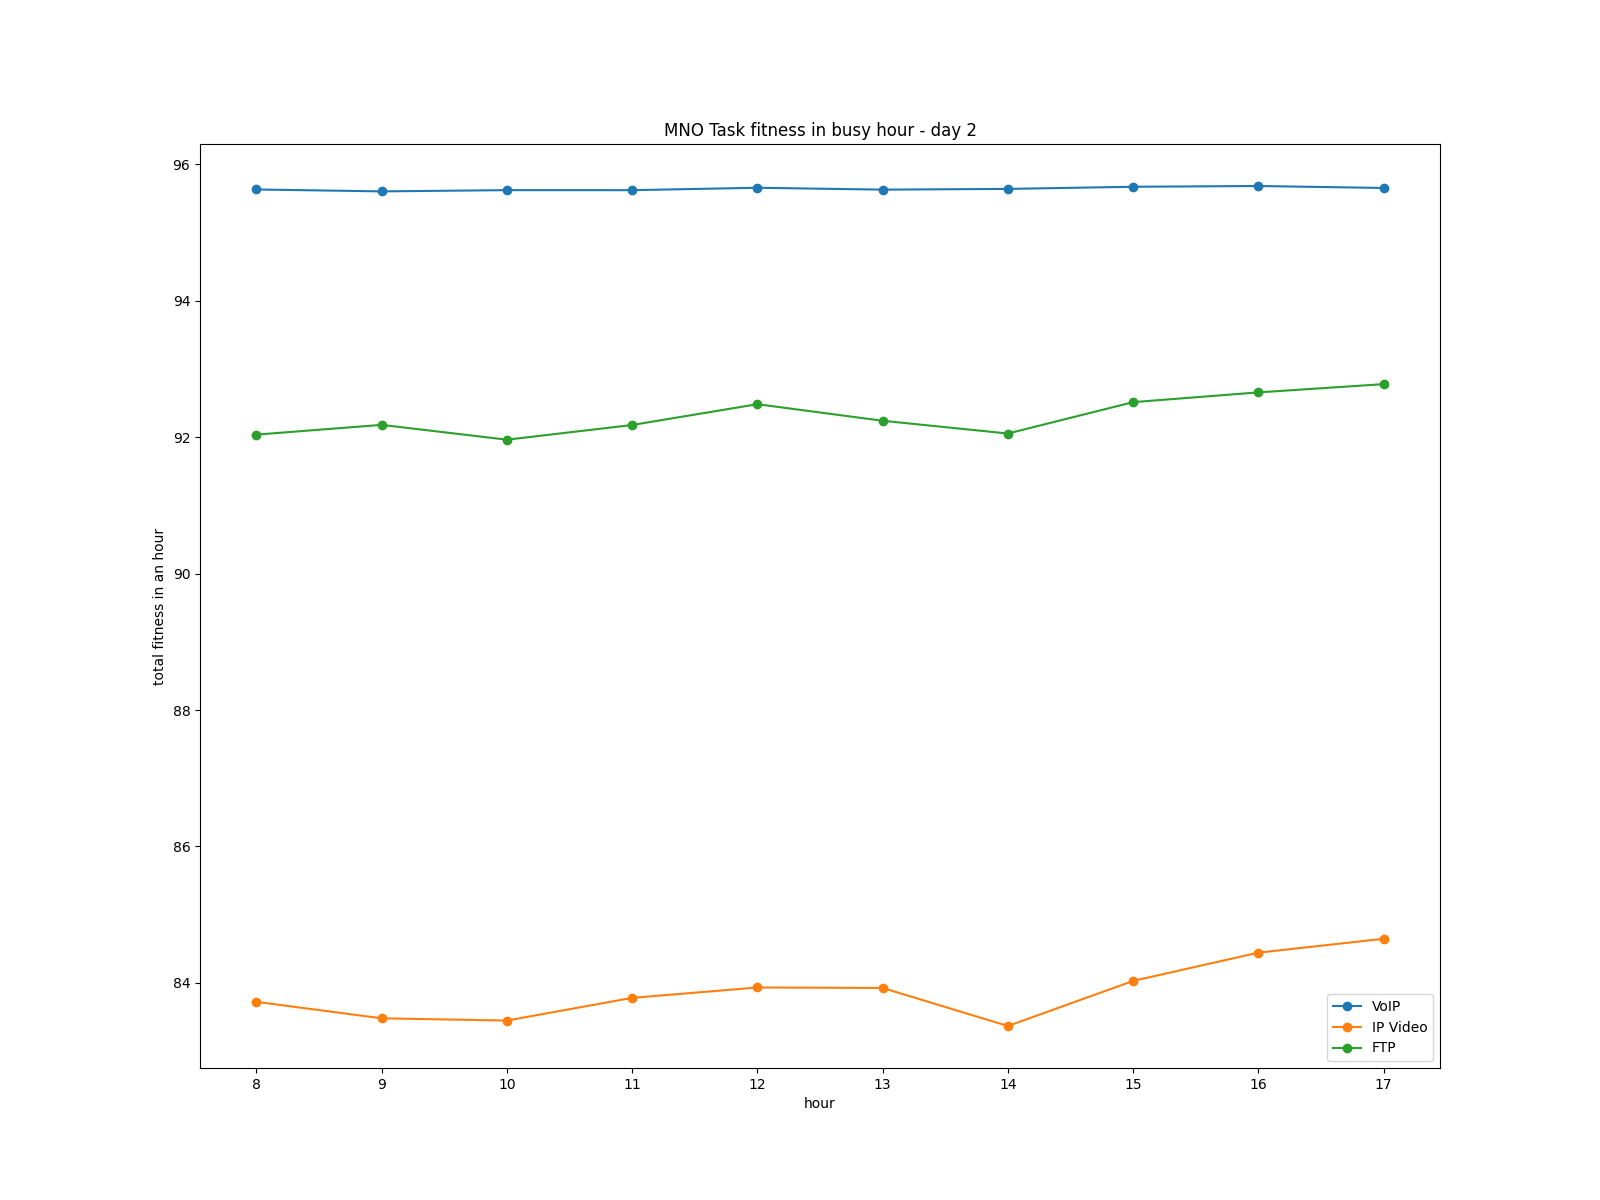 MNO Task fitness in busy hour - day 2
96
94
92
90
88
86
84
total fitness in an hour
8 9 10 11 12 13 14 15 16 17
hour
VoIP
IP Video
FTP